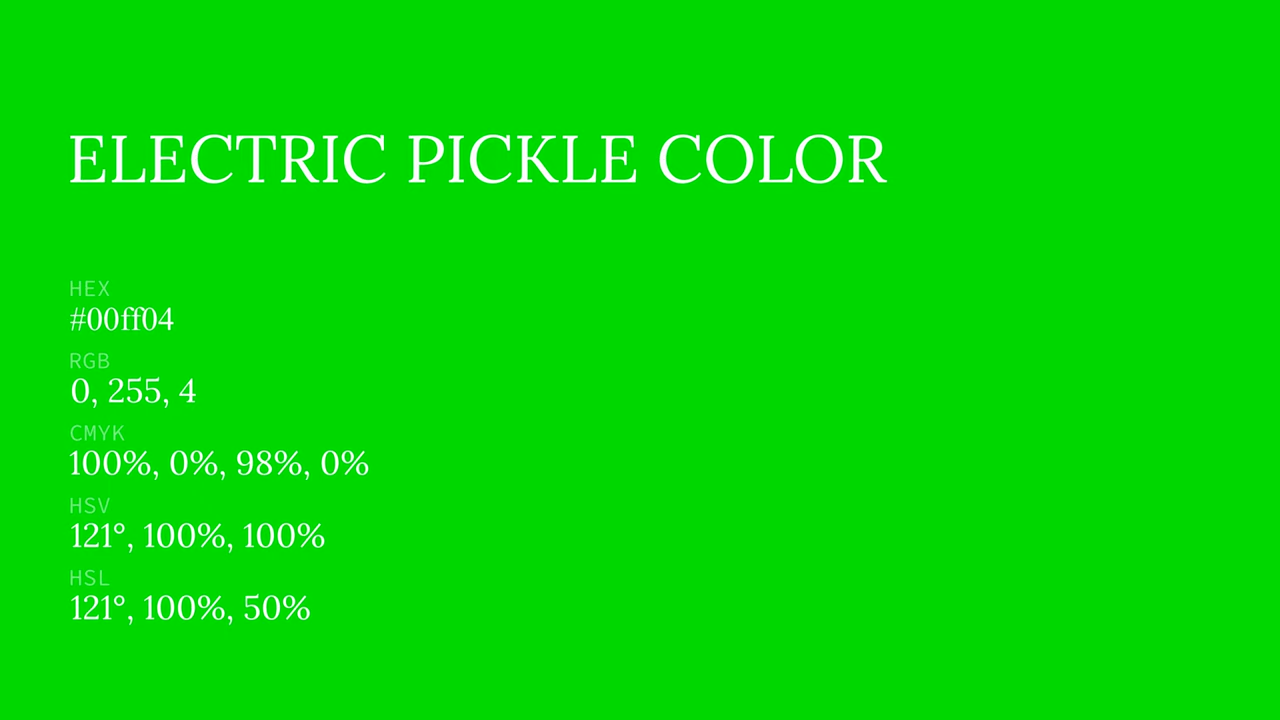 ELECTRIC PICKLE COLOR
HEX
#00ff04
RGB
0, 255, 4
CMYK
100%, 0%, 98%, 0%
HSV
121°, 100%, 100%
HSL
121°, 100%, 50%